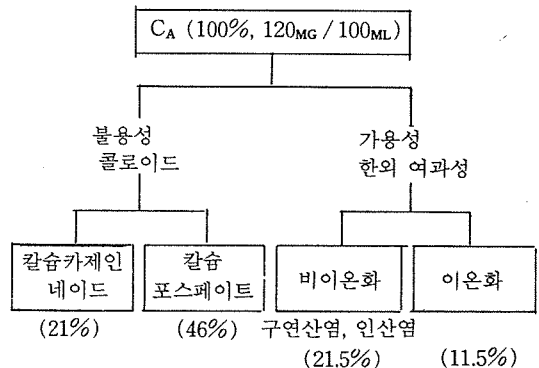 CA (100%, 120MG / 100ML)
불용성
콜로이드
가용성
한외 여과성
칼슘카제인
네이드
칼슘
포스페이트
비이온화
이온화
(21%)
(46%)
구연산염, 인산염
(21.5%)
(11.5%)